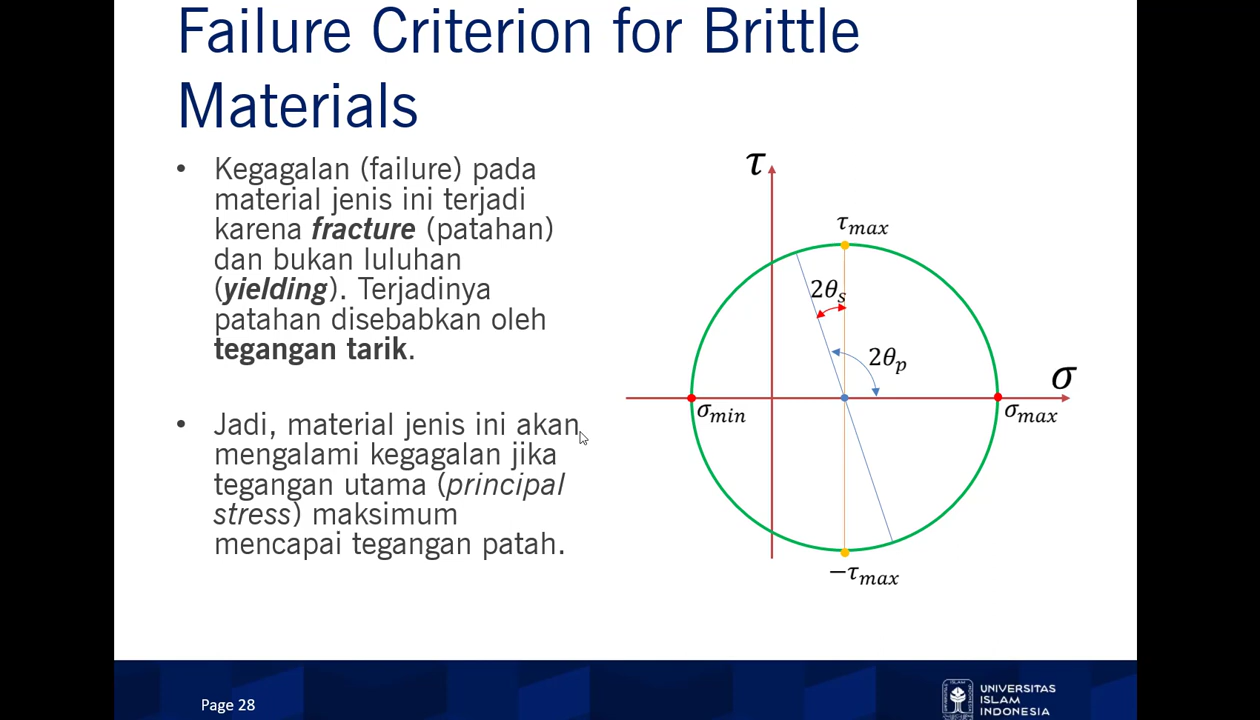 Failure Criterion for Brittle
Materials
• Kegagalan (failure) pada
material jenis ini terjadi
karena fracture (patahan)
dan bukan luluhan
(yielding). Terjadinya
patahan disebabkan oleh
tegangan tarik.
• Jadi, material jenis ini akan
mengalami kegagalan jika
tegangan utama (principal
stress) maksimum
mencapai tegangan patah.
τ
τmax
2θs
2θp
σ
σmin
σmax
−τmax
Page 28
UNIVERSITAS
ISLAM
INDONESIA